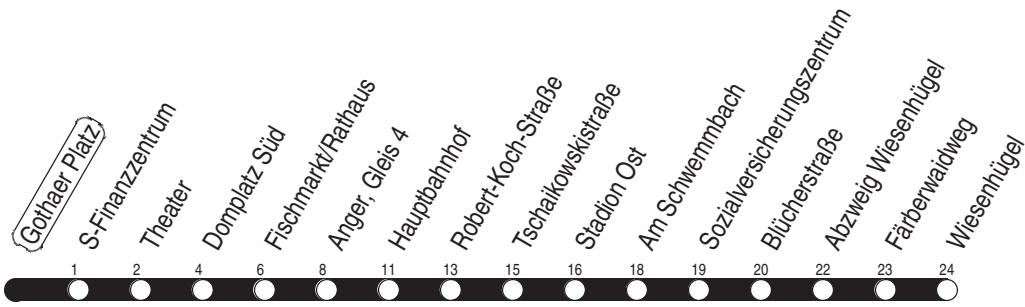 Gothaer Platz
S-Finanzzentrum
Theater
Domplatz Süd
Fischmarkt/Rathaus
Anger, Gleis 4
Hauptbahnhof
Robert-Koch-Straße
Tschaikowskistraße
Stadion Ost
Am Schwemmbach
Sozialversicherungszentrum
Blücherstraße
Abzweig Wiesenhügel
Färberwaidweg
Wiesenhügel
1 2 4 6 8 11 13 15 16 18 19 20 22 23 24